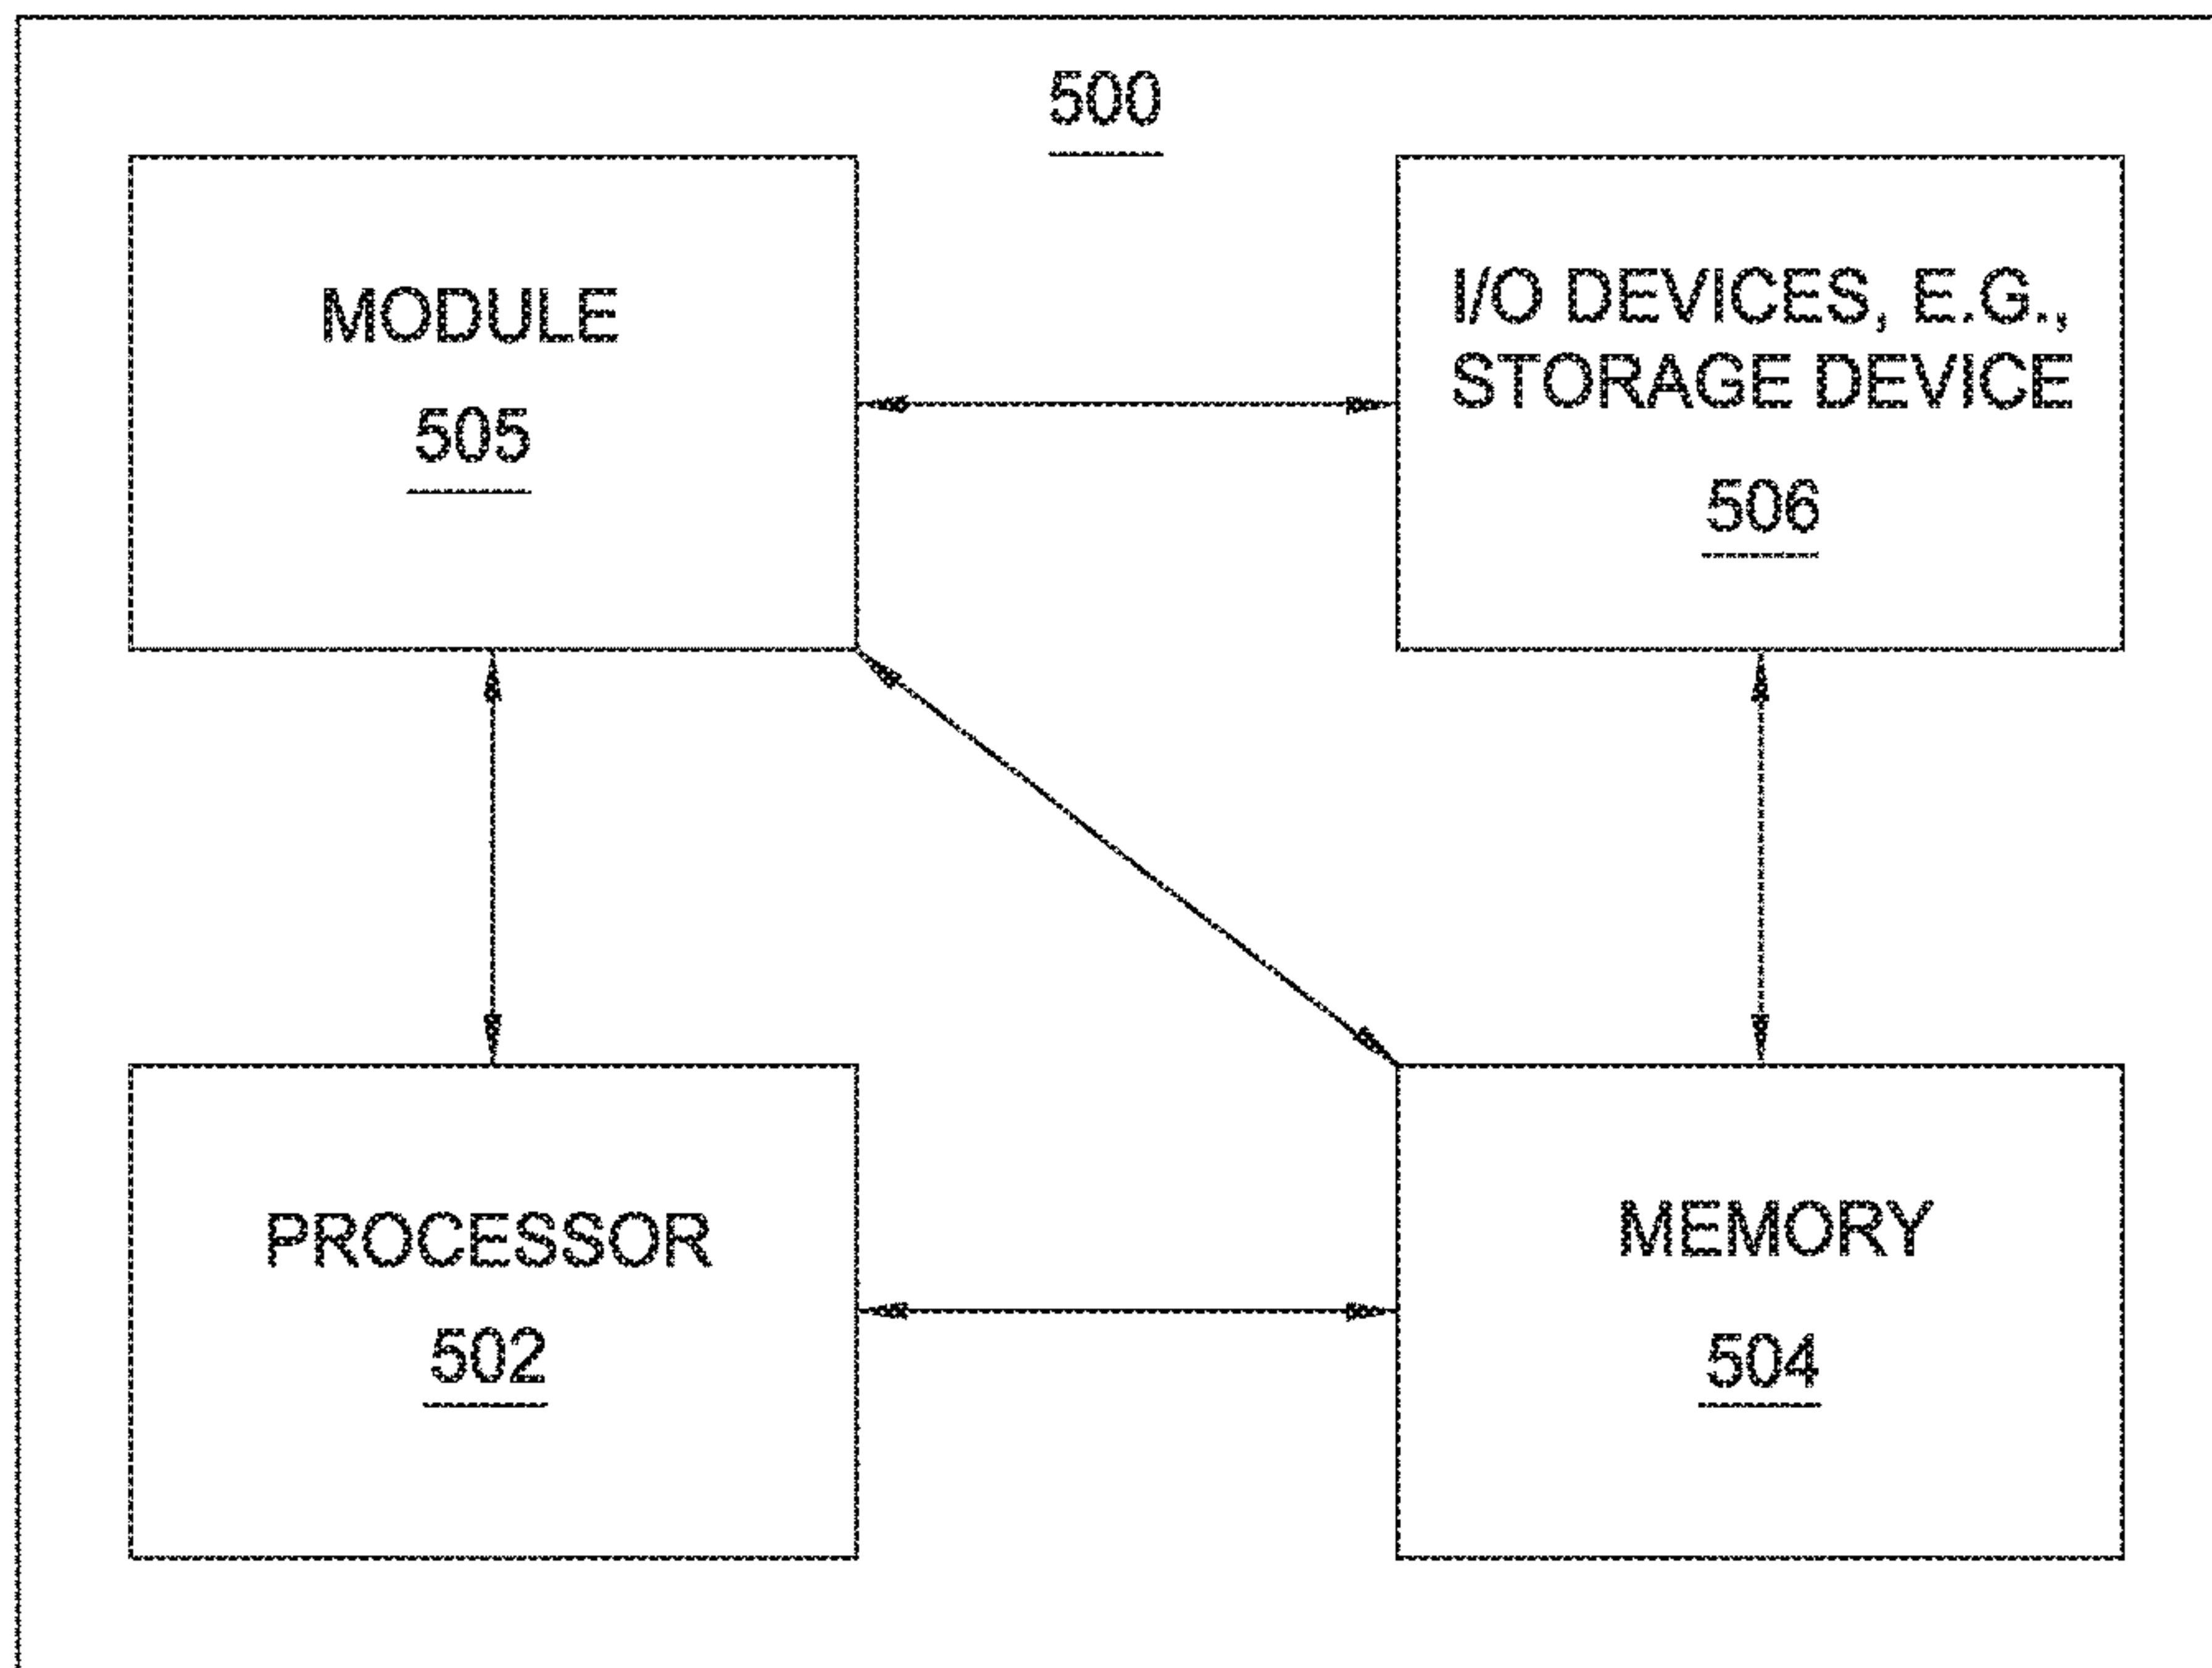 500
MODULE
505
I/O DEVICES, E.G.,
STORAGE DEVICE
506
PROCESSOR
502
MEMORY
504